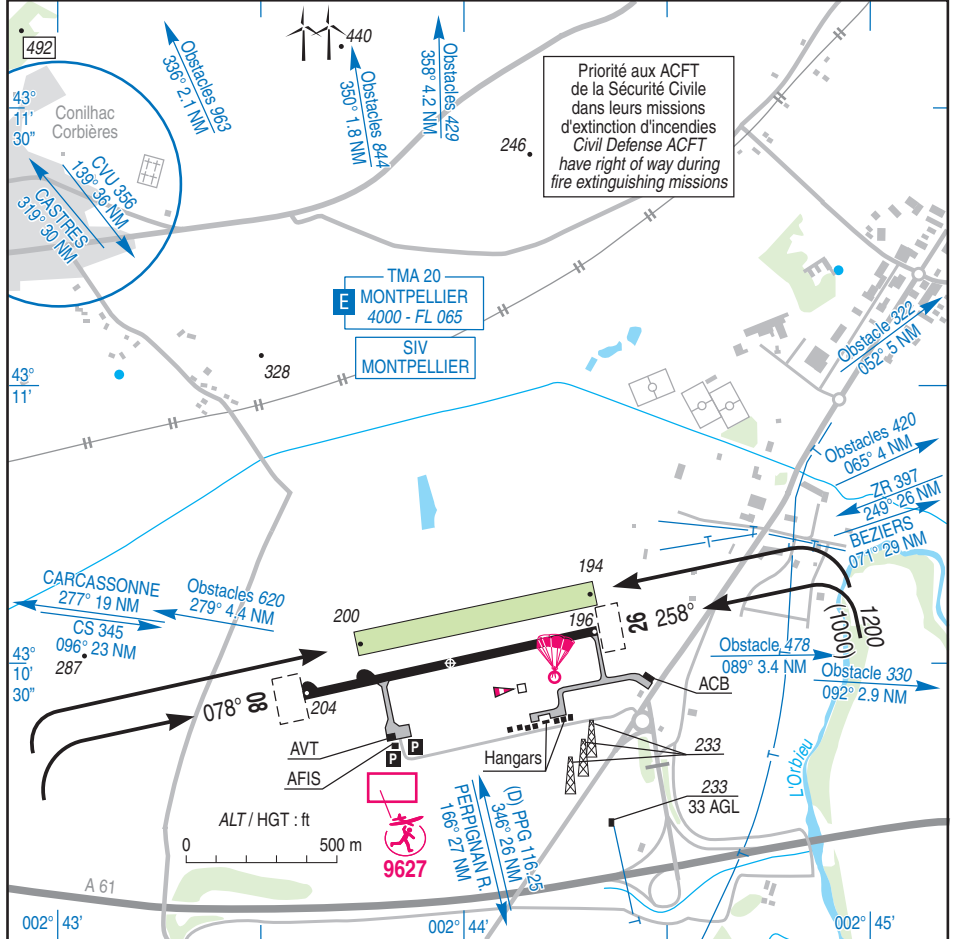 492
43°
11'
30"
Conilhac
Corbières
Obstacles 963
336° 2.1 NM
440
Obstacles 844
350° 1.8 NM
Obstacles 429
358° 4.2 NM
246
Priorité aux ACFT
de la Sécurité Civile
dans leurs missions
d'extinction d'incendies
Civil Defense ACFT
have right of way during
fire extinguishing missions
CVU 356
139° 36 NM
CASTRES
319° 30 NM
E
TMA 20
MONTPELLIER
4000 - FL 065
SIV
MONTPELLIER
328
43°
11'
Obstacle 322
052° 5 NM
Obstacles 420
065° 4 NM
ZR 397
249° 26 NM
BEZIERS
071° 29 NM
T
T
T
T
T
T
T
CARCASSONNE
277° 19 NM
CS 345
096° 23 NM
Obstacles 620
279° 4.4 NM
194
200
196
26
258°
1200
(1000)
43°
10'
30"
287
078°
08
204
Obstacle 478
089° 3.4 NM
Obstacle 330
092° 2.9 NM
ACB
AVT
AFIS
P
P
Hangars
233
233
33 AGL
L'Orbieu
ALT / HGT : ft
0
500 m
9627
(D) PPG 116.25
346° 26 NM
PERPIGNAN R.
166° 27 NM
A 61
002° 43'
002° 44'
002° 45'